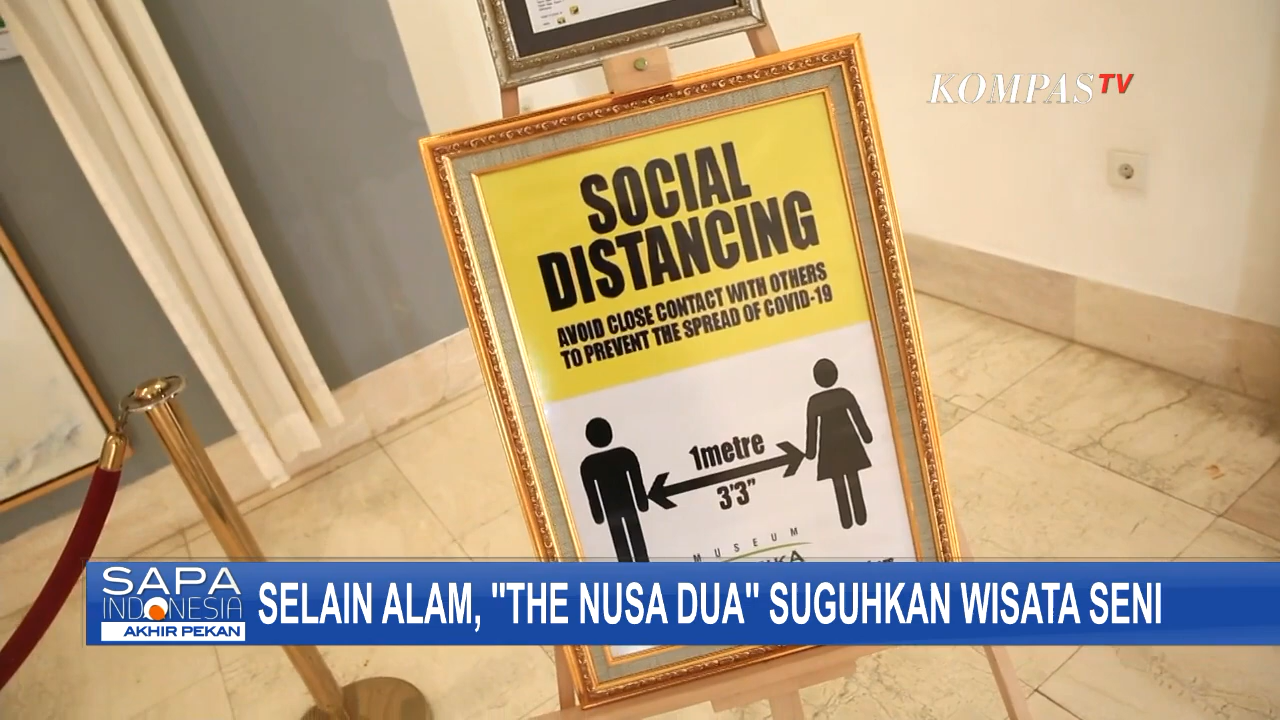 KOMPASTV
SOCIAL
DISTANCING
AVOID CLOSE CONTACT WITH OTHERS
TO PREVENT THE SPREAD OF COVID-19
1metre
3'3"
MUSEUM
SAPA
INDONESIA
AKHIR PEKAN
SELAIN ALAM, "THE NUSA DUA" SUGUHKAN WISATA SENI